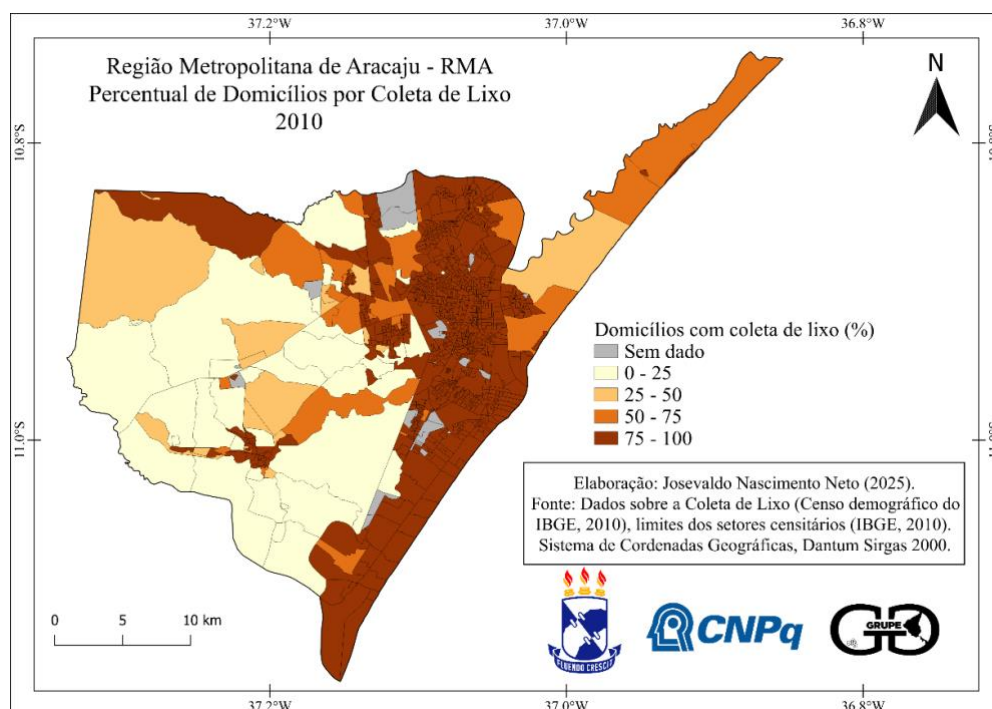 37.2°W 37.0°W 36.8°W
Região Metropolitana de Aracaju - RMA
Percentual de Domicílios por Coleta de Lixo
2010
N
10.8°S 10.8°S
Domicílios com coleta de lixo (%)
Sem dado
0 - 25
25 - 50
50 - 75
75 - 100
11.0°S 11.0°S
Elaboração: Josevaldo Nascimento Neto (2025).
Fonte: Dados sobre a Coleta de Lixo (Censo demográfico do
IBGE, 2010), limites dos setores censitários (IBGE, 2010).
Sistema de Cordenadas Geográficas, Dantum Sirgas 2000.
0 5 10 km
CNPq
GRUPE
37.2°W 37.0°W 36.8°W